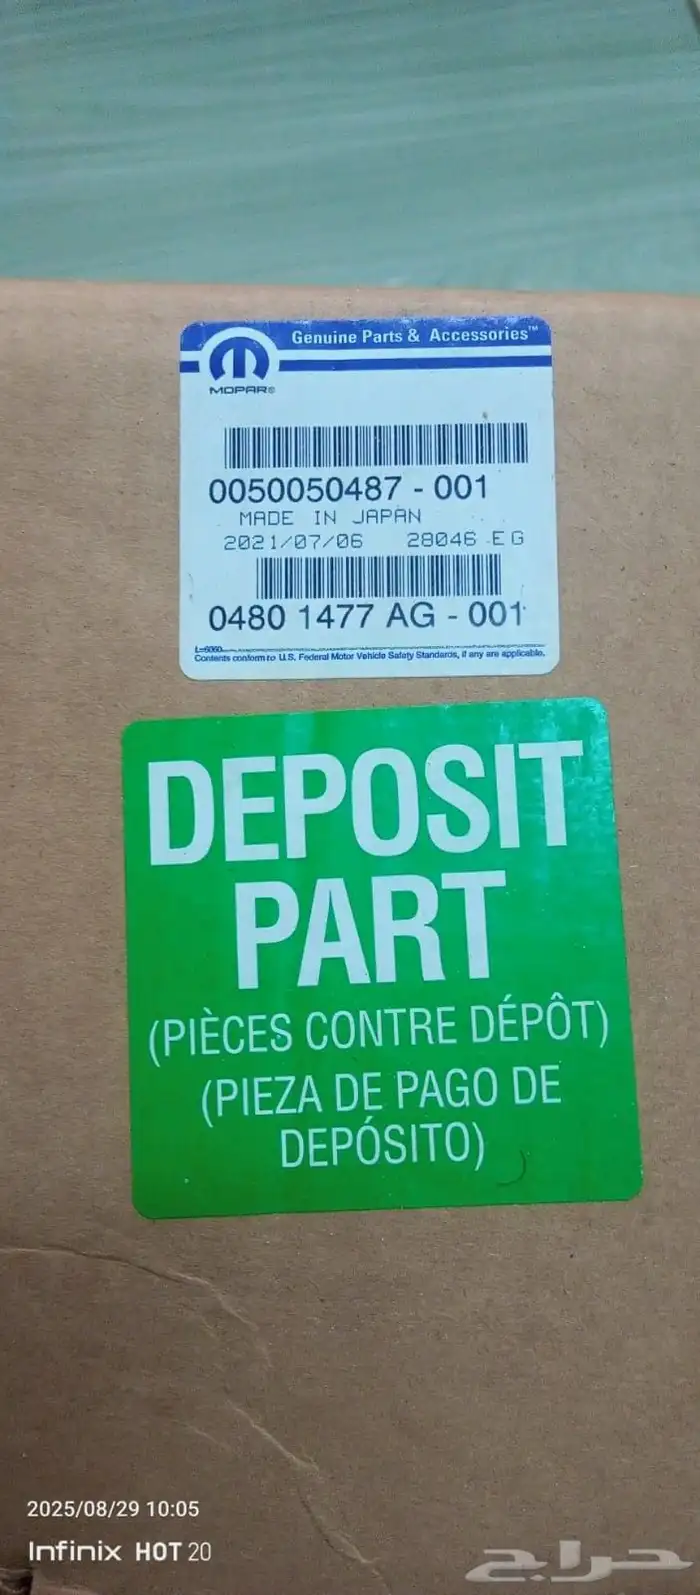 Genuine Parts & Accessories™
MOPAR®
0050050487 - 001
MADE IN JAPAN
2021/07/06 28046 EG
0480 1477 AG - 001
L-6060
Contents conform to U.S. Federal Motor Vehicle Safety Standards, if any are applicable.
DEPOSIT
PART
(PIÈCES CONTRE DÉPÔT)
(PIEZA DE PAGO DE
DEPÓSITO)
2025/08/29 10:05
Infinix HOT 20
حراج